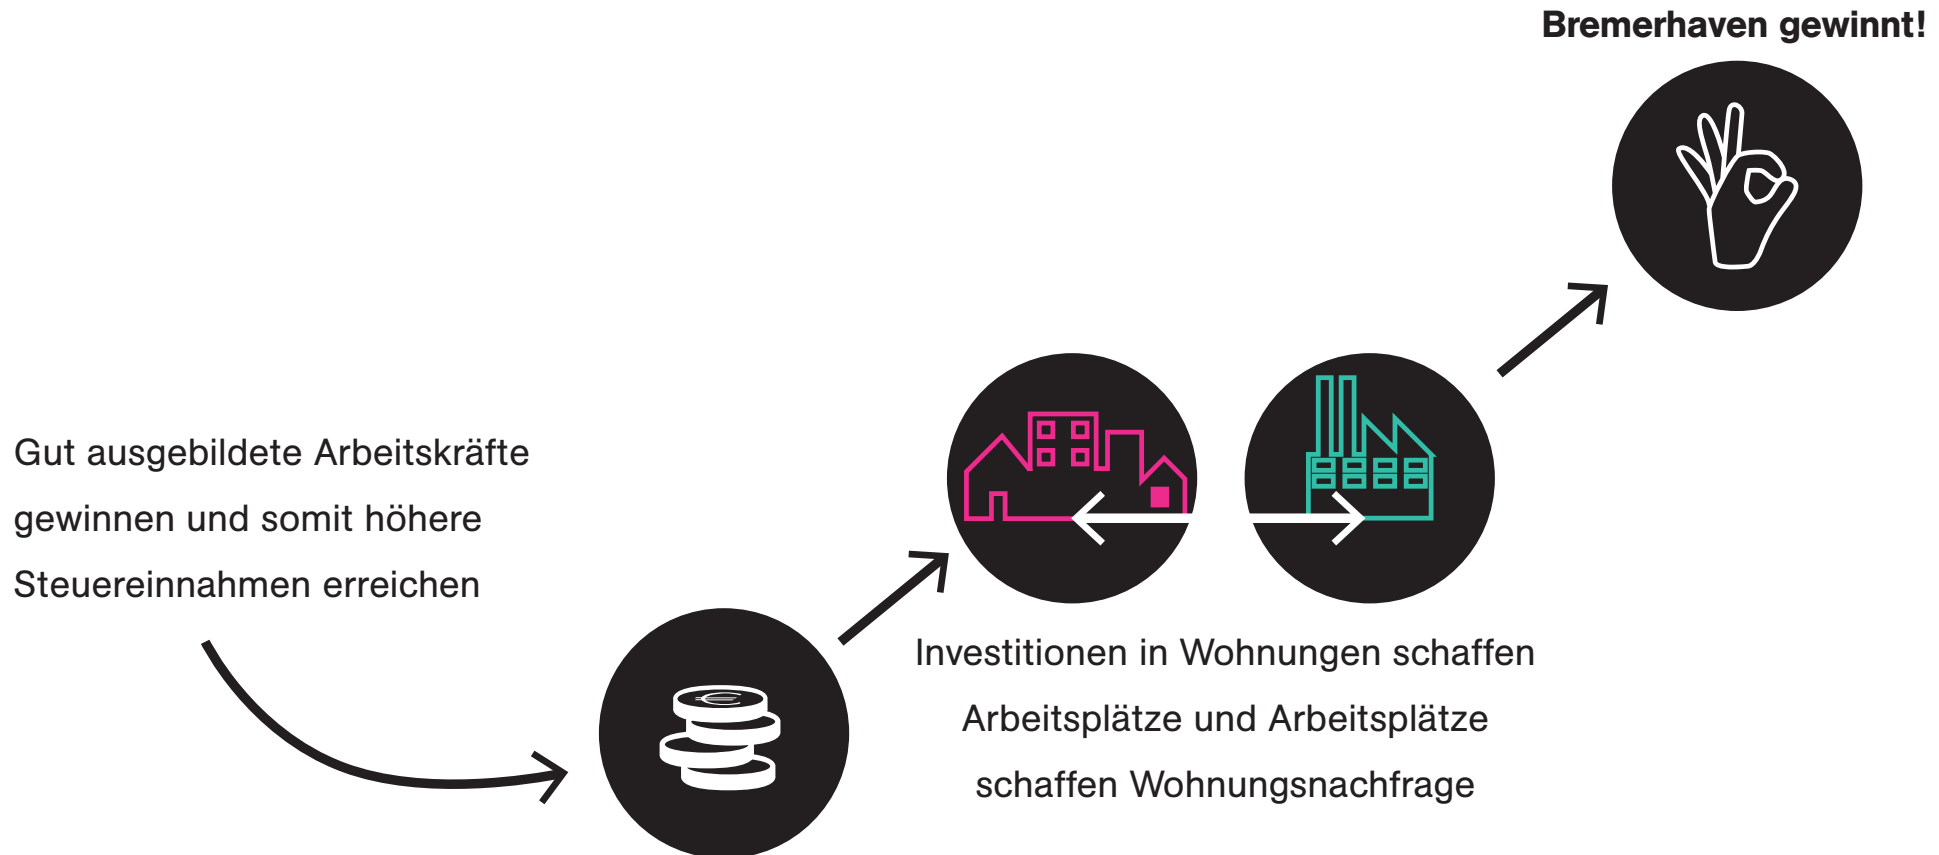 Bremerhaven gewinnt!
Gut ausgebildete Arbeitskräfte
gewinnen und somit höhere
Steuereinnahmen erreichen
Investitionen in Wohnungen schaffen
Arbeitsplätze und Arbeitsplätze
schaffen Wohnungsnachfrage
€